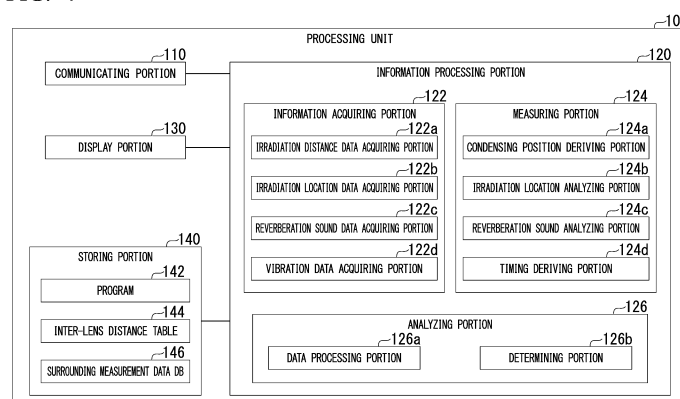 10
PROCESSING UNIT
110
COMMUNICATING PORTION
130
DISPLAY PORTION
140
STORING PORTION
142
PROGRAM
144
INTER-LENS DISTANCE TABLE
146
SURROUNDING MEASUREMENT DATA DB
120
INFORMATION PROCESSING PORTION
122
INFORMATION ACQUIRING PORTION
122a
IRRADIATION DISTANCE DATA ACQUIRING PORTION
122b
IRRADIATION LOCATION DATA ACQUIRING PORTION
122c
REVERBERATION SOUND DATA ACQUIRING PORTION
122d
VIBRATION DATA ACQUIRING PORTION
124
MEASURING PORTION
124a
CONDENSING POSITION DERIVING PORTION
124b
IRRADIATION LOCATION ANALYZING PORTION
124c
REVERBERATION SOUND ANALYZING PORTION
124d
TIMING DERIVING PORTION
126
ANALYZING PORTION
126a
DATA PROCESSING PORTION
126b
DETERMINING PORTION